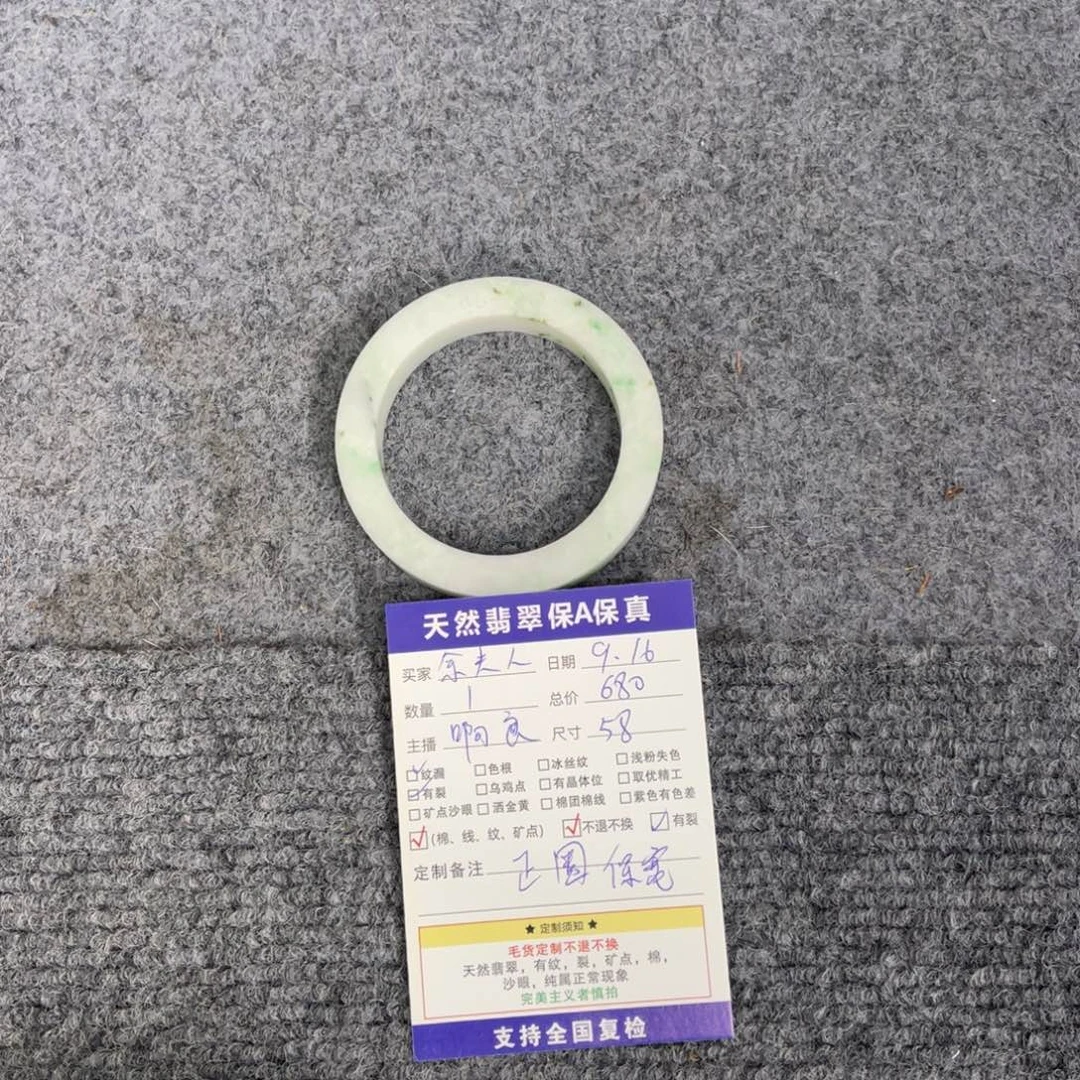 天然翡翠保A保真
买家 余夫人 日期 9.16
数量 1 总价 680
主播 啊良 尺寸 58
☑纹漏 □色根 □冰丝纹 □浅粉失色
☑有裂 □乌鸡点 □有晶体位 □取优精工
□矿点沙眼 □洒金黄 □棉团棉线 □紫色有色差
☑(棉、线、纹、矿点) ☑不退不换 ☑有裂
定制备注 正圈 保宽
★ 定制须知 ★
毛货定制不退不换
天然翡翠，有纹，裂，矿点，棉，
沙眼，纯属正常现象
完美主义者慎拍
支持全国复检